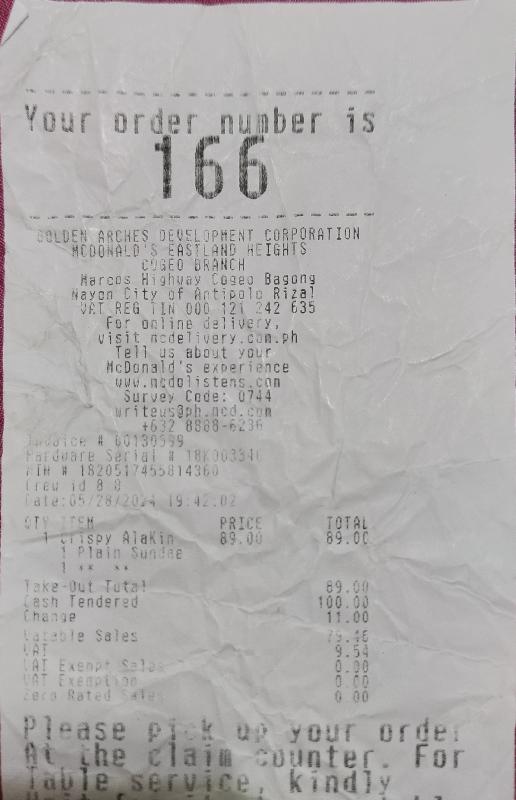 Your order number is
166
GOLDEN ARCHES DEVELOPMENT CORPORATION
MCDONALD'S EASTLAND HEIGHTS
COGEO BRANCH
Marcos Highway Cogeo Bagong
Nayon City of Antipolo Rizal
VAT REG TIN 000 121 242 635
For online delivery,
visit mcdelivery.com.ph
Tell us about your
McDonald's experience
www.mcdolistens.com
Survey Code: 0744
writeus@ph.mcd.com
+632 8888-6236
Invoice # 00130599
Hardware Serial # 18K003346
MIN # 1820517455814360
Crew id 8 8
Date:05/28/2024 19:42.02
QTY ITEM PRICE TOTAL
1 Crispy AlaKin 89.00 89.00
1 Plain Sundae
1 ** **
Take-Out Total 89.00
Cash Tendered 100.00
Change 11.00
Vatable Sales 79.46
VAT 9.54
VAT Exempt Sales 0.00
VAT Exemption 0.00
Zero Rated Sales 0.00
Please pick up your order
At the claim counter. For
Table service, kindly